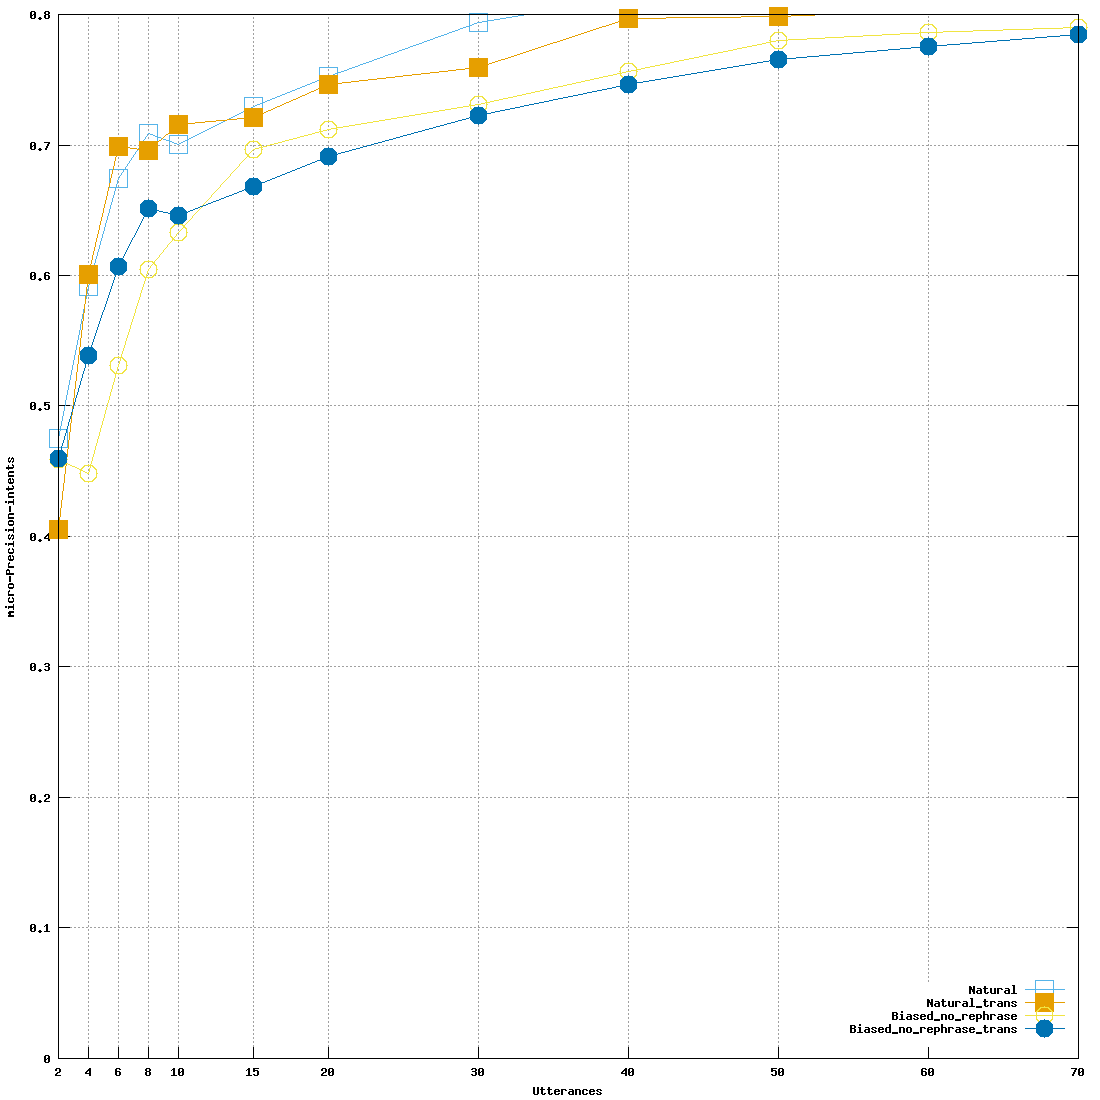 0.8
0.7
0.6
0.5
0.4
0.3
0.2
0.1
0
micro-Precision-intents
2 4 6 8 10 15 20 30 40 50 60 70
Utterances
Natural
Natural_trans
Biased_no_rephrase
Biased_no_rephrase_trans